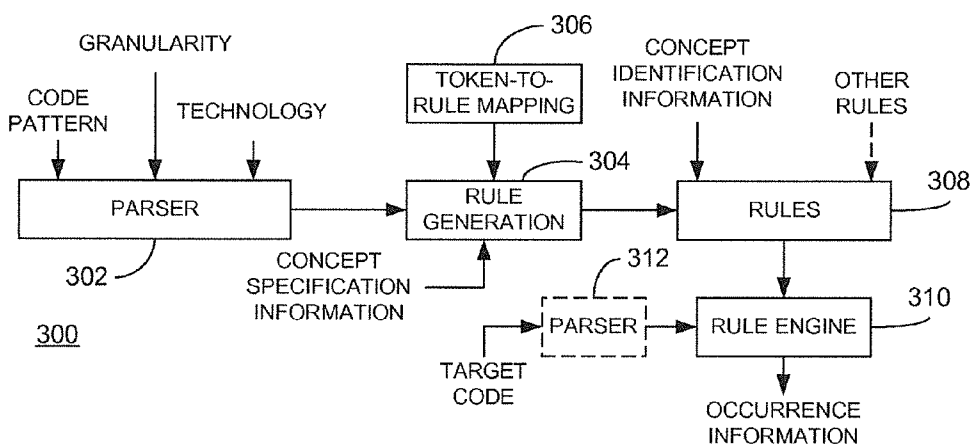 306
GRANULARITY
CONCEPT
IDENTIFICATION
INFORMATION
TOKEN-TO-
RULE MAPPING
OTHER
RULES
CODE
PATTERN
TECHNOLOGY
304
308
PARSER
RULE
GENERATION
RULES
302
CONCEPT
SPECIFICATION
INFORMATION
312
310
300
PARSER
RULE ENGINE
TARGET
CODE
OCCURRENCE
INFORMATION